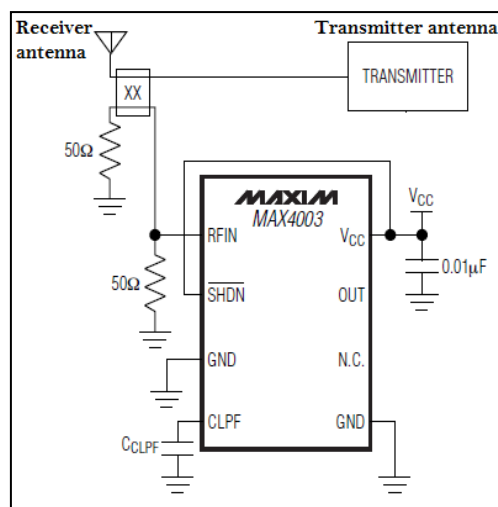 Receiver antenna
Transmitter antenna
TRANSMITTER
XX
50Ω
MAXIM
MAX4003
VCC
RFIN
VCC
0.01µF
50Ω
SHDN
OUT
GND
N.C.
CLPF
GND
CCLPF